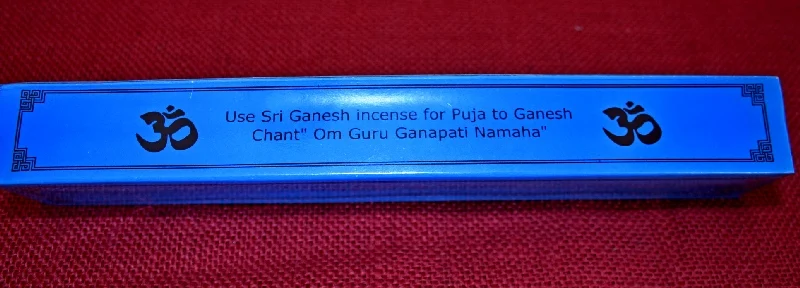 ॐ Use Sri Ganesh incense for Puja to Ganesh ॐ
Chant" Om Guru Ganapati Namaha"